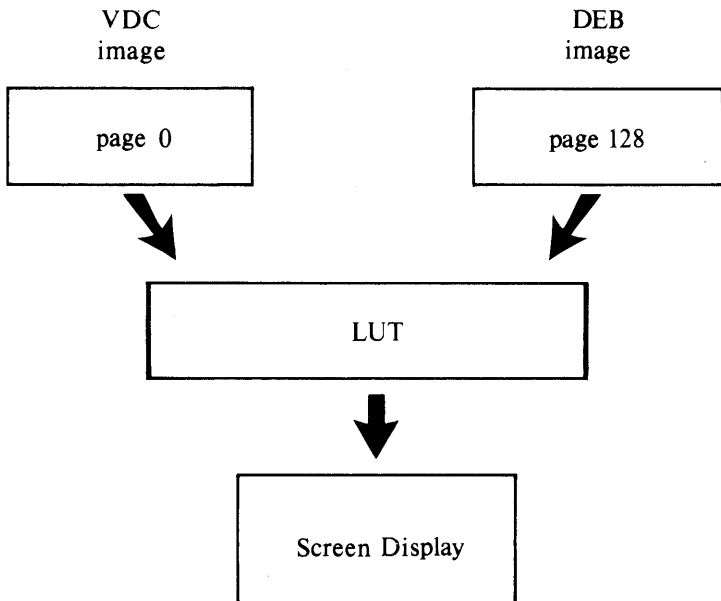 VDC
image
DEB
image
page 0
page 128
LUT
Screen Display